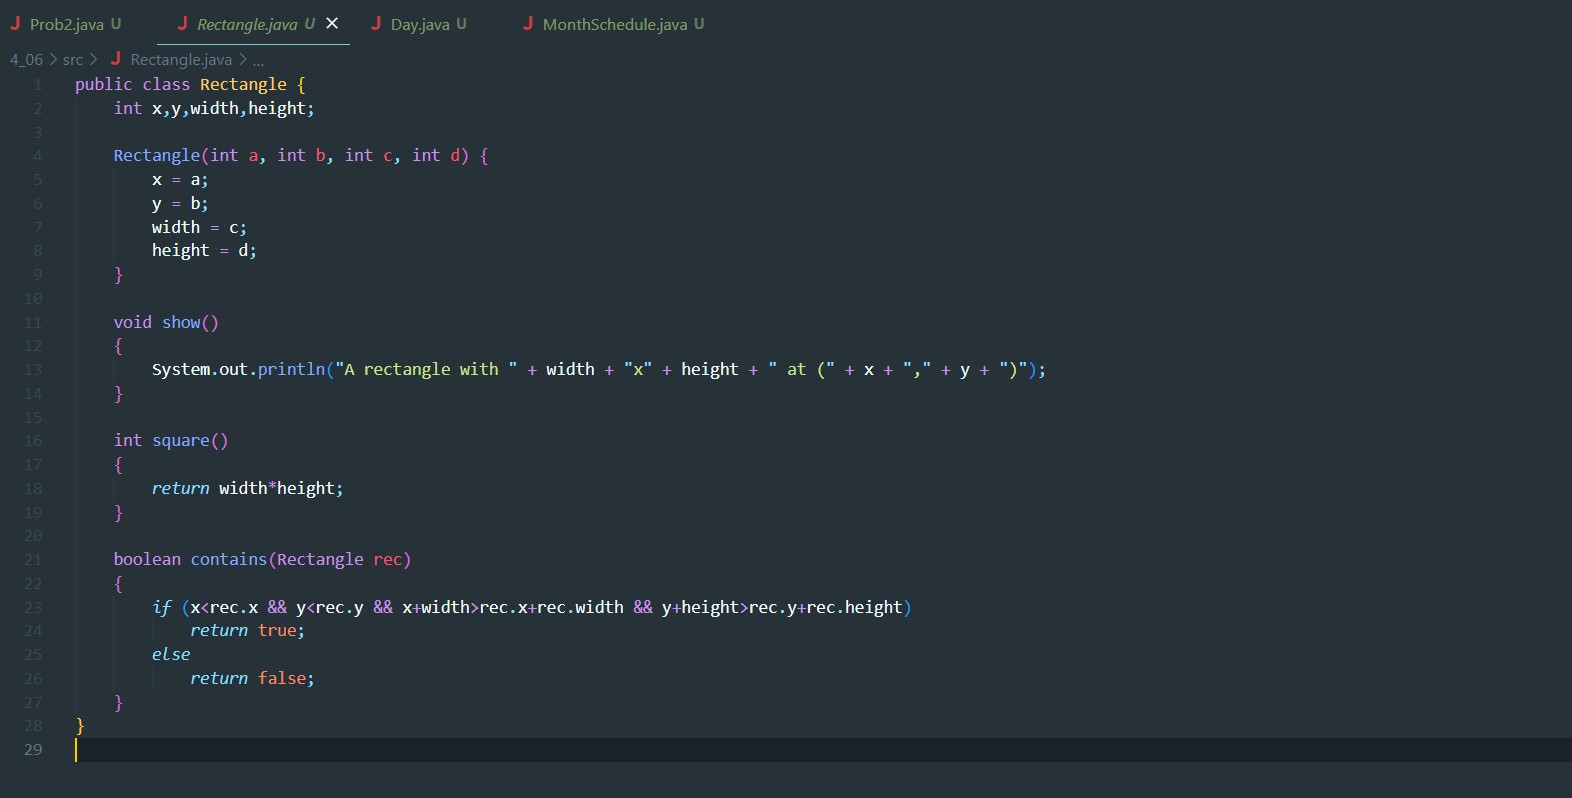 J Prob2.java U J Rectangle.java U × J Day.java U J MonthSchedule.java U
4_06 > src > J Rectangle.java > ...
1 public class Rectangle {
2 int x,y,width,height;
3
4 Rectangle(int a, int b, int c, int d) {
5 x = a;
6 y = b;
7 width = c;
8 height = d;
9 }
10
11 void show()
12 {
13 System.out.println("A rectangle with " + width + "x" + height + " at (" + x + "," + y + ")");
14 }
15
16 int square()
17 {
18 return width*height;
19 }
20
21 boolean contains(Rectangle rec)
22 {
23 if (x<rec.x && y<rec.y && x+width>rec.x+rec.width && y+height>rec.y+rec.height)
24 return true;
25 else
26 return false;
27 }
28 }
29